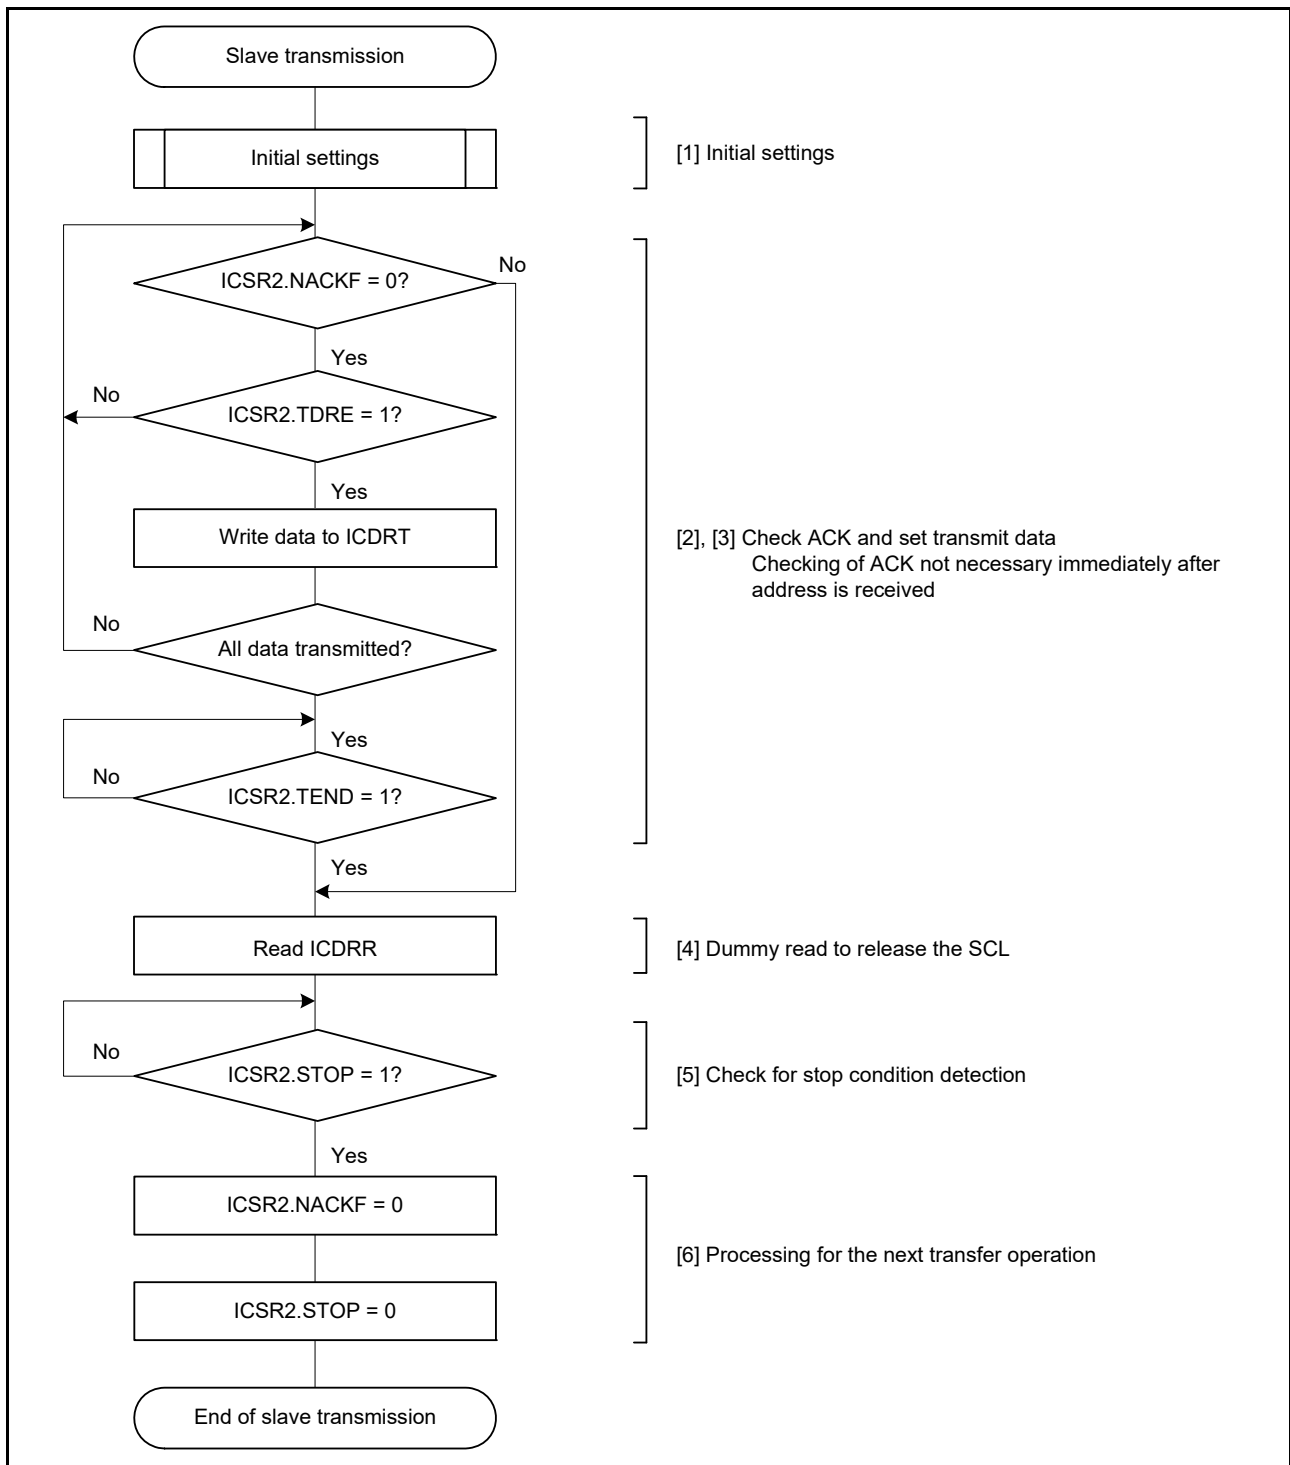 Slave transmission
Initial settings
[1] Initial settings
ICSR2.NACKF = 0?
No
Yes
No
ICSR2.TDRE = 1?
Yes
Write data to ICDRT
[2], [3] Check ACK and set transmit data
Checking of ACK not necessary immediately after
address is received
No
All data transmitted?
Yes
No
ICSR2.TEND = 1?
Yes
Read ICDRR
[4] Dummy read to release the SCL
No
ICSR2.STOP = 1?
[5] Check for stop condition detection
Yes
ICSR2.NACKF = 0
[6] Processing for the next transfer operation
ICSR2.STOP = 0
End of slave transmission